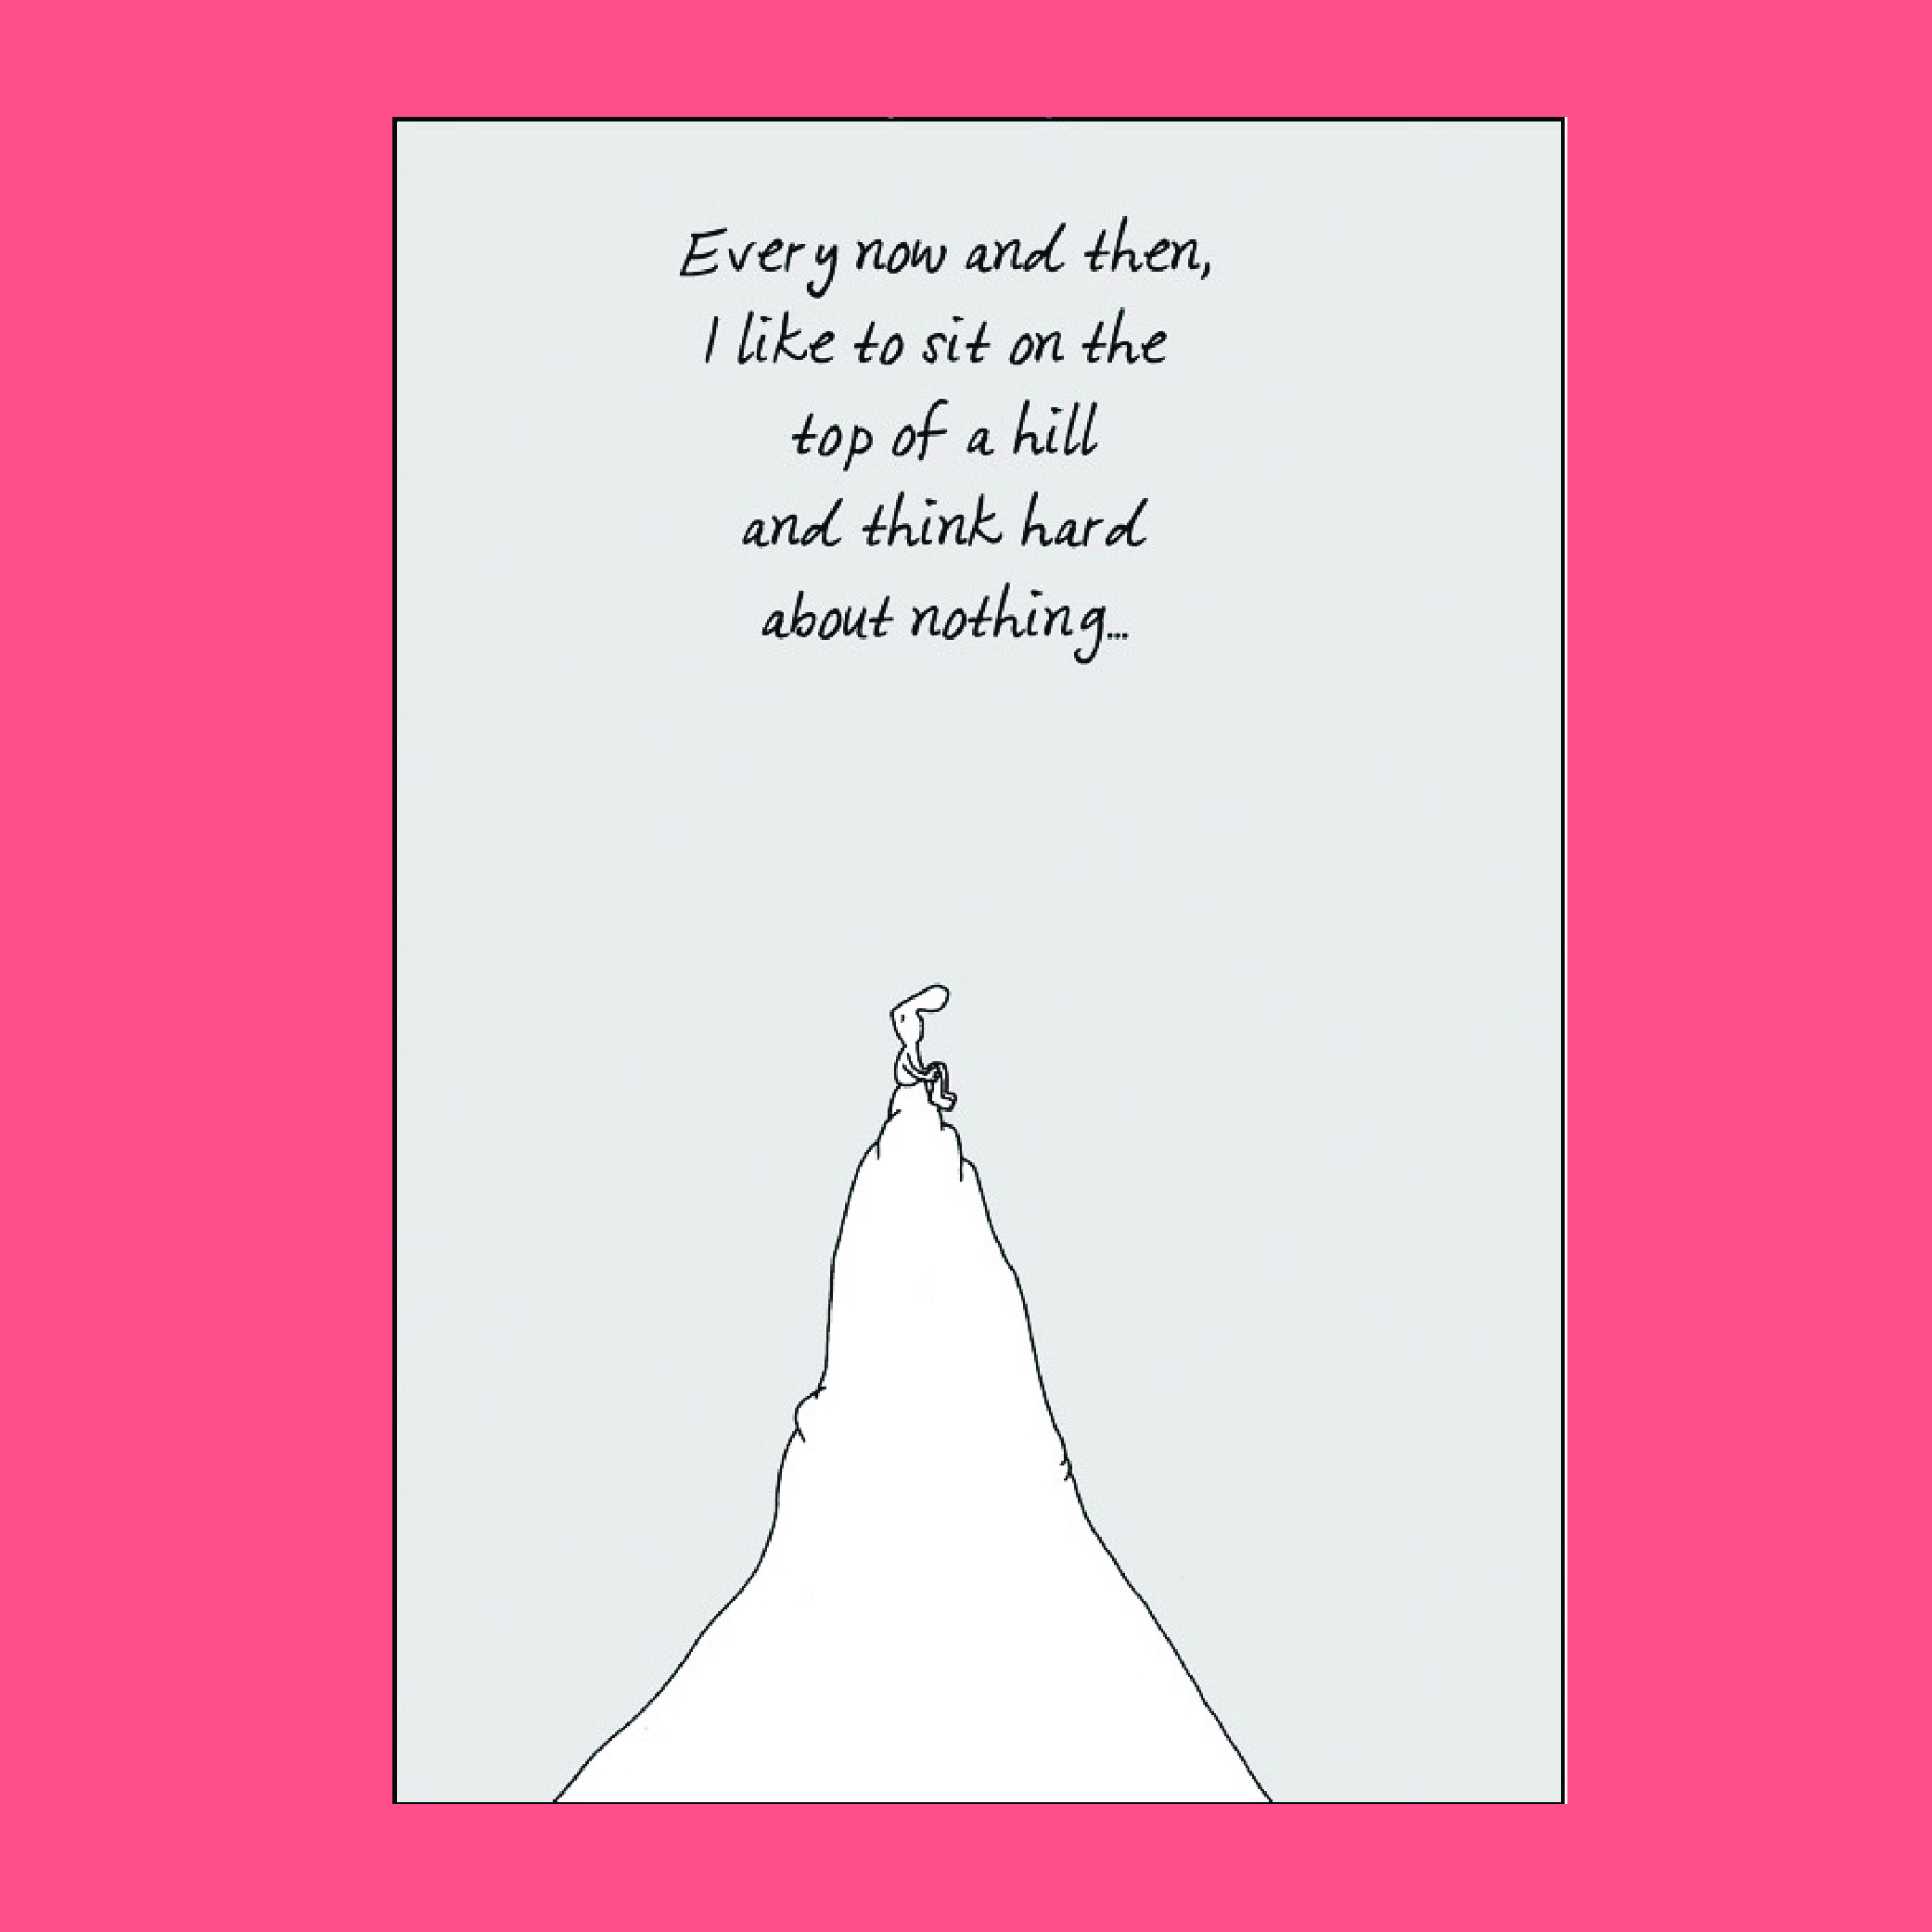 Every now and then,
I like to sit on the
top of a hill
and think hard
about nothing...